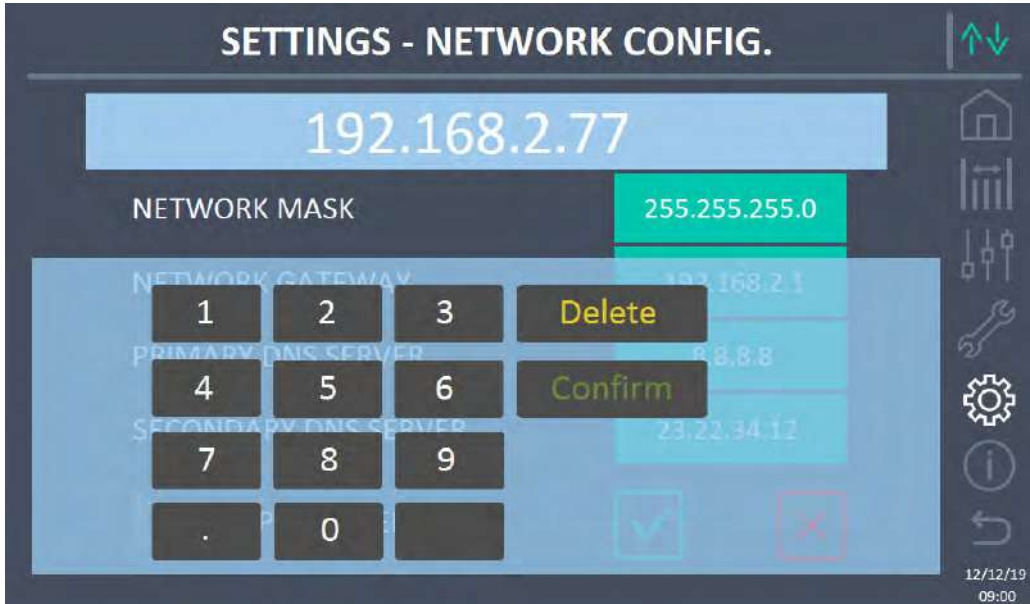 SETTINGS - NETWORK CONFIG.
192.168.2.77
NETWORK MASK 255.255.255.0
NETWORK GATEWAY 192.168.2.1
1 2 3 Delete
PRIMARY DNS SERVER 8.8.8.8
4 5 6 Confirm
SECONDARY DNS SERVER 23.22.34.12
7 8 9
. 0
12/12/19
09:00